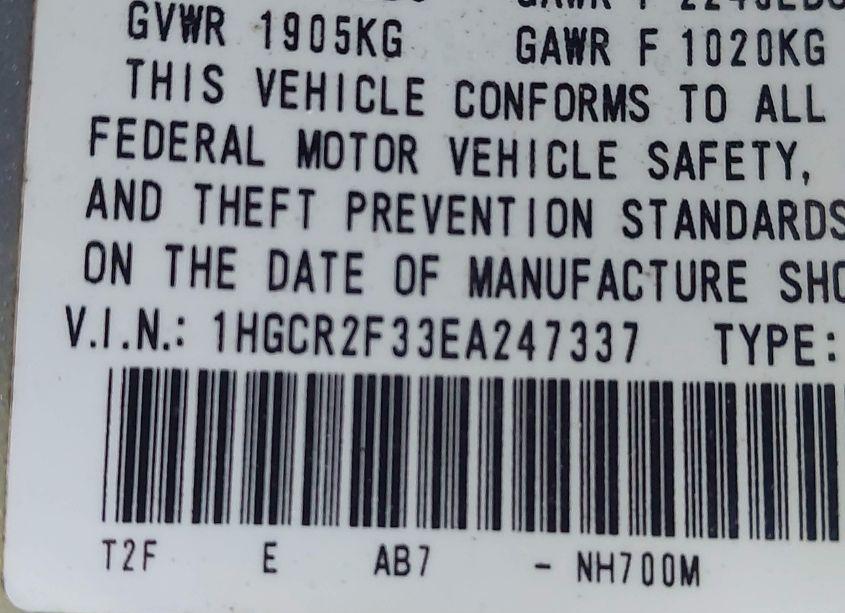 GVWR 1905KG GAWR F 1020KG
THIS VEHICLE CONFORMS TO ALL
FEDERAL MOTOR VEHICLE SAFETY,
AND THEFT PREVENTION STANDARDS
ON THE DATE OF MANUFACTURE SHO
V.I.N.: 1HGCR2F33EA247337 TYPE:
T2F E AB7 - NH700M